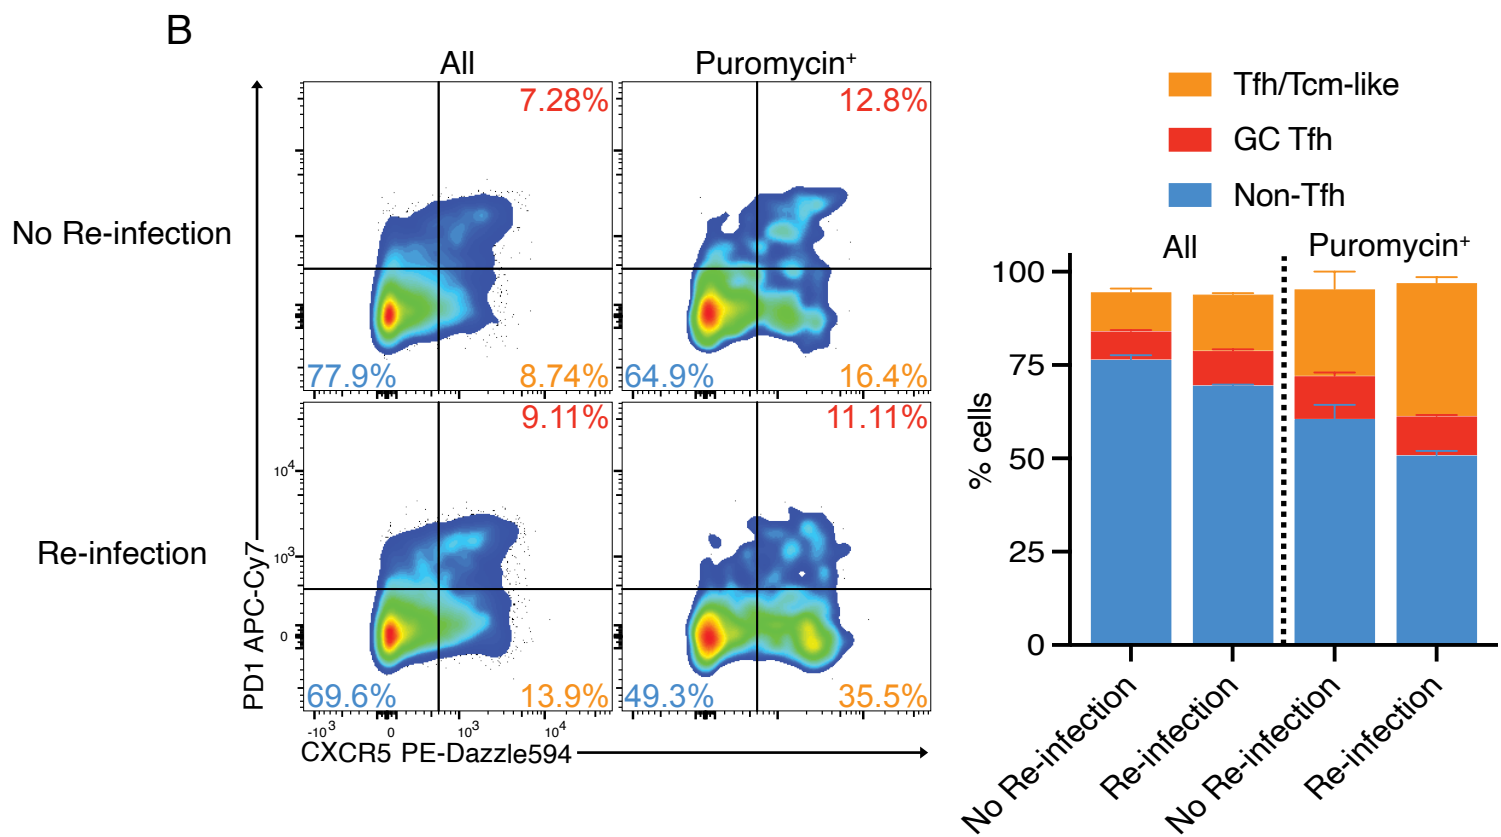 B
All
Puromycin⁺
No Re-infection
7.28%
12.8%
77.9%
8.74%
64.9%
16.4%
Re-infection
9.11%
11.11%
69.6%
13.9%
49.3%
35.5%
PD1 APC-Cy7
10⁴
10³
0
-10³
0
10³
10⁴
CXCR5 PE-Dazzle594
Tfh/Tcm-like
GC Tfh
Non-Tfh
All
Puromycin⁺
% cells
100
75
50
25
0
No Re-infection
Re-infection
No Re-infection
Re-infection